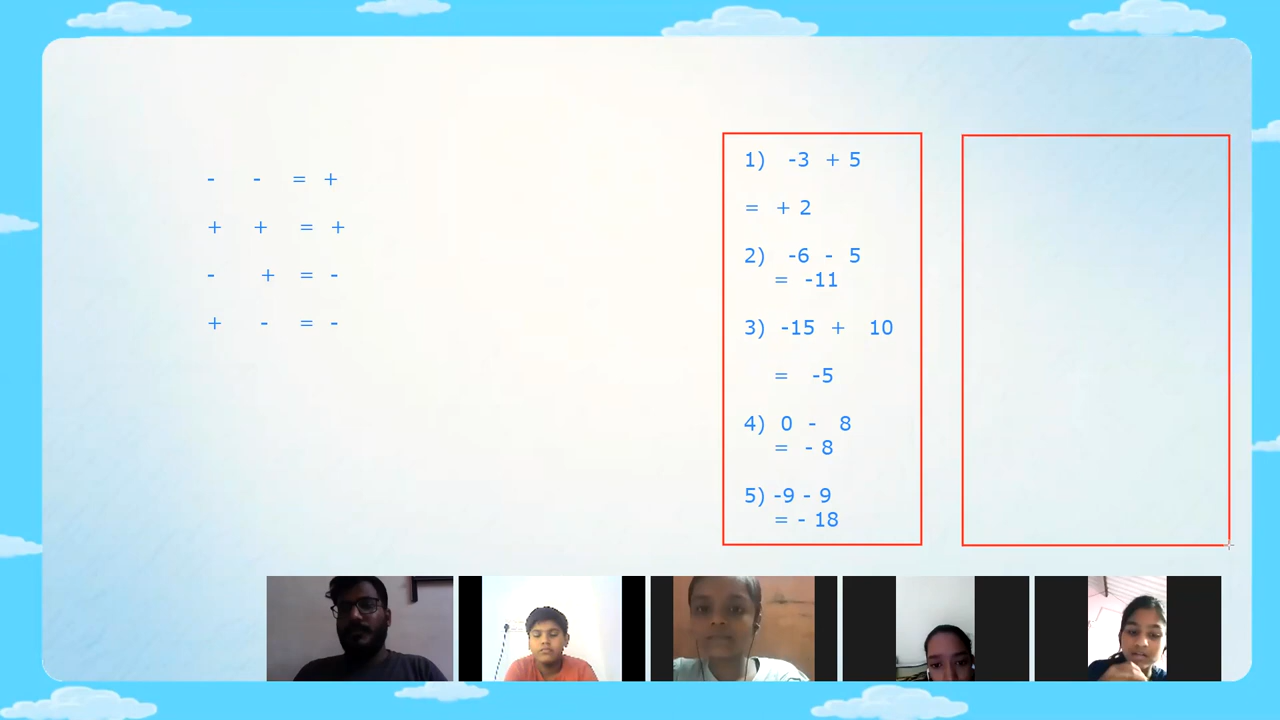 - - = +
+ + = +
- + = -
+ - = -
1) -3 + 5
= + 2
2) -6 - 5
= -11
3) -15 + 10
= -5
4) 0 - 8
= - 8
5) -9 - 9
= - 18